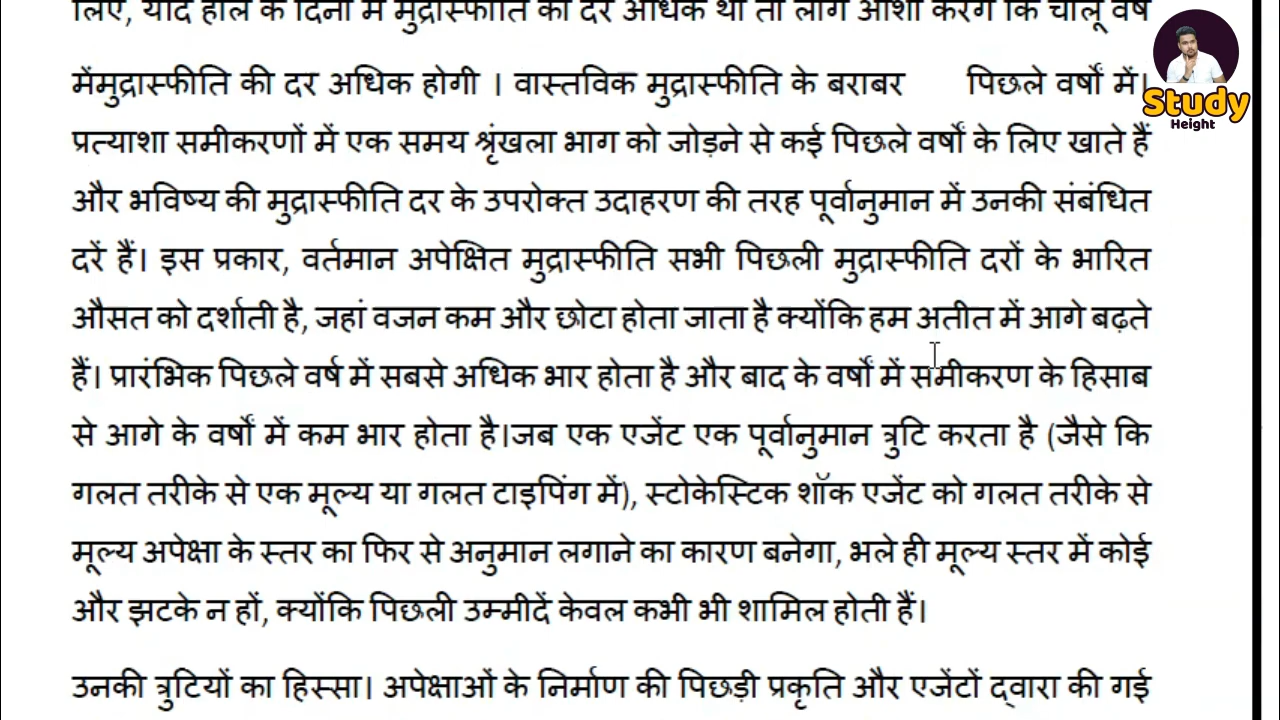 लिए, यदि हाल के दिनों में मुद्रास्फीति की दर अधिक थी तो लोग आशा करेंगे कि चालू वर्ष
मेंमुद्रास्फीति की दर अधिक होगी । वास्तविक मुद्रास्फीति के बराबर पिछले वर्षों में।
Study
Height
प्रत्याशा समीकरणों में एक समय श्रृंखला भाग को जोड़ने से कई पिछले वर्षों के लिए खाते हैं
और भविष्य की मुद्रास्फीति दर के उपरोक्त उदाहरण की तरह पूर्वानुमान में उनकी संबंधित
दरें हैं। इस प्रकार, वर्तमान अपेक्षित मुद्रास्फीति सभी पिछली मुद्रास्फीति दरों के भारित
औसत को दर्शाती है, जहां वजन कम और छोटा होता जाता है क्योंकि हम अतीत में आगे बढ़ते
हैं। प्रारंभिक पिछले वर्ष में सबसे अधिक भार होता है और बाद के वर्षों में समीकरण के हिसाब
से आगे के वर्षों में कम भार होता है।जब एक एजेंट एक पूर्वानुमान त्रुटि करता है (जैसे कि
गलत तरीके से एक मूल्य या गलत टाइपिंग में), स्टोकेस्टिक शॉक एजेंट को गलत तरीके से
मूल्य अपेक्षा के स्तर का फिर से अनुमान लगाने का कारण बनेगा, भले ही मूल्य स्तर में कोई
और झटके न हों, क्योंकि पिछली उम्मीदें केवल कभी भी शामिल होती हैं।
उनकी त्रुटियों का हिस्सा। अपेक्षाओं के निर्माण की पिछड़ी प्रकृति और एजेंटों द्वारा की गई